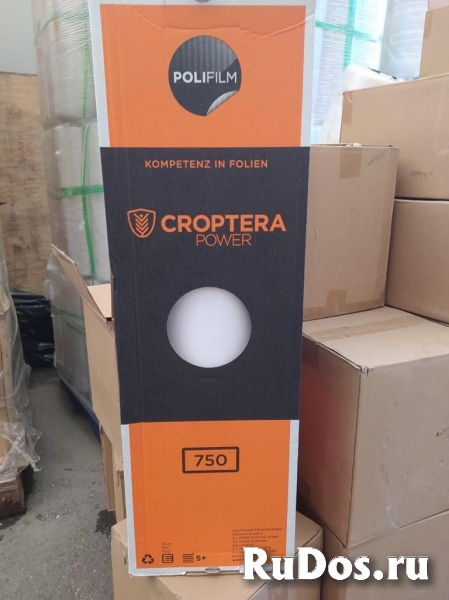 POLIFILM
KOMPETENZ IN FOLIEN
CROPTERA
POWER
750
5+
RuDos.ru